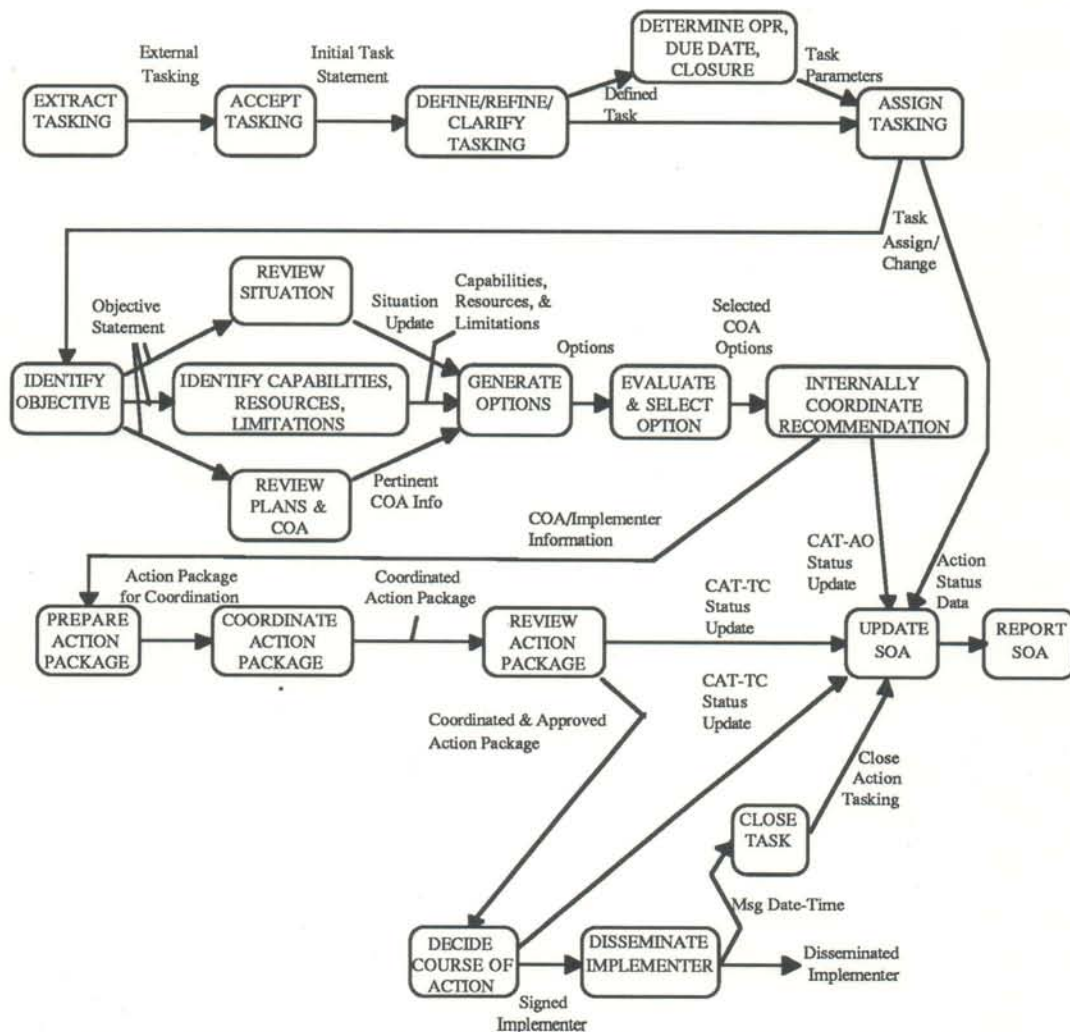 External
Tasking
Initial Task
Statement
DETERMINE OPR,
DUE DATE,
CLOSURE
Task
Parameters
EXTRACT
TASKING
ACCEPT
TASKING
DEFINE/REFINE/
CLARIFY
TASKING
Defined
Task
ASSIGN
TASKING
Task
Assign/
Change
Objective
Statement
REVIEW
SITUATION
Situation
Update
Capabilities,
Resources, &
Limitations
Options
Selected
COA
Options
IDENTIFY
OBJECTIVE
IDENTIFY CAPABILITIES,
RESOURCES,
LIMITATIONS
GENERATE
OPTIONS
EVALUATE
& SELECT
OPTION
INTERNALLY
COORDINATE
RECOMMENDATION
REVIEW
PLANS &
COA
Pertinent
COA Info
COA/Implementer
Information
CAT-AO
Status
Update
Action
Status
Data
Action Package
for Coordination
Coordinated
Action Package
CAT-TC
Status
Update
PREPARE
ACTION
PACKAGE
COORDINATE
ACTION
PACKAGE
REVIEW
ACTION
PACKAGE
UPDATE
SOA
REPORT
SOA
Coordinated & Approved
Action Package
CAT-TC
Status
Update
Close
Action
Tasking
CLOSE
TASK
Msg Date-Time
DECIDE
COURSE OF
ACTION
Signed
Implementer
DISSEMINATE
IMPLEMENTER
Disseminated
Implementer